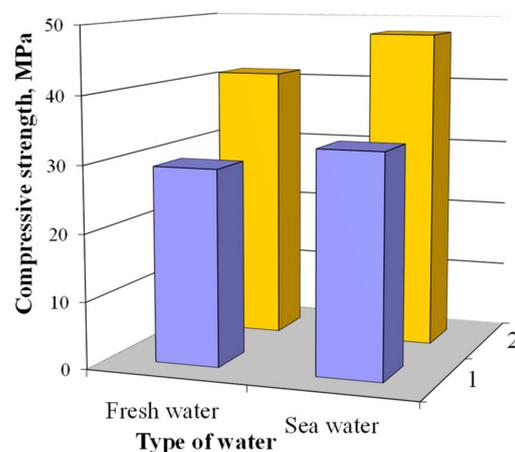 Compressive strength, MPa
50
40
30
20
10
0
Fresh water
Sea water
1
2
Type of water